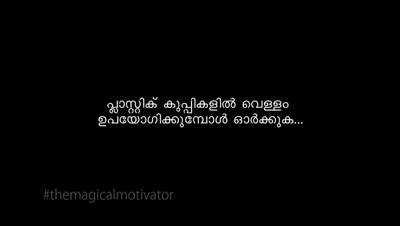 പ്ലാസ്റ്റിക് കുപ്പികളിൽ വെള്ളം
ഉപയോഗിക്കുമ്പോൾ ഓർക്കുക...
#themagicalmotivator